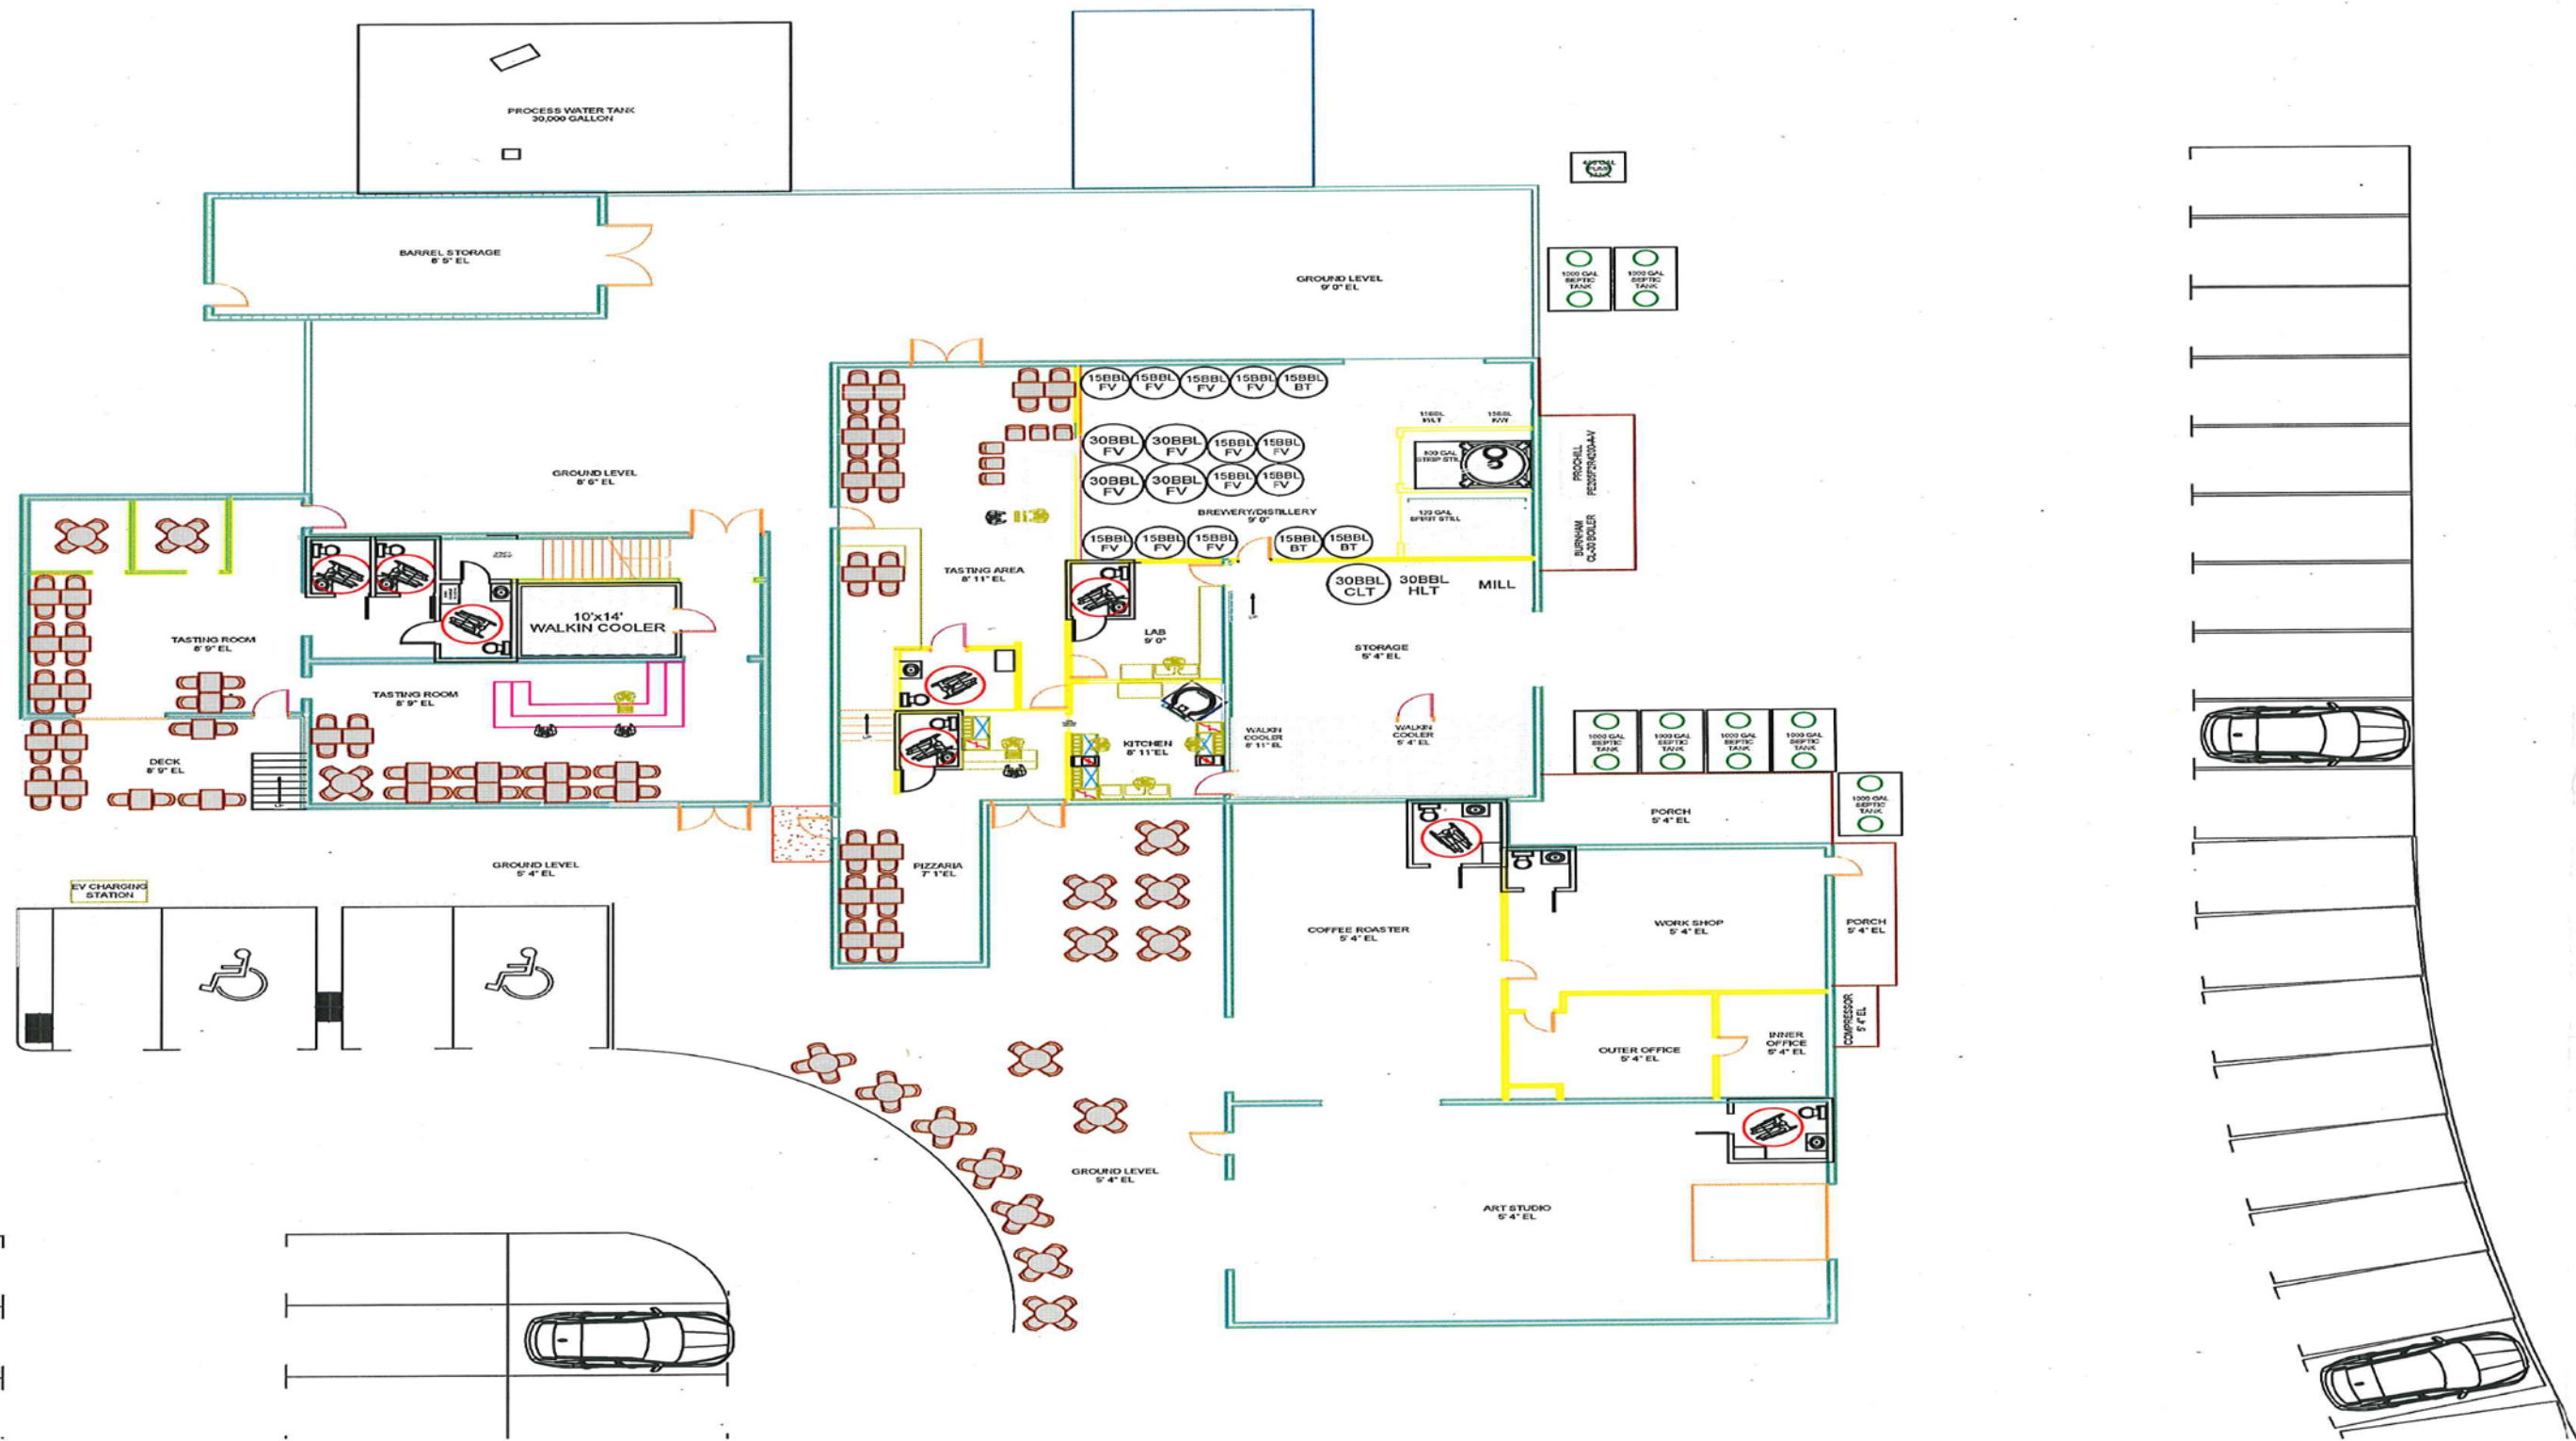 PROCESS WATER TANK
30,000 GALLON
BARREL STORAGE
8' 5" EL
GROUND LEVEL
9' 0" EL
1000 GAL
SEPTIC
TANK
1000 GAL
SEPTIC
TANK
GROUND LEVEL
8' 6" EL
15BBL
FV
15BBL
FV
15BBL
FV
15BBL
FV
15BBL
BT
30BBL
FV
30BBL
FV
15BBL
FV
15BBL
FV
30BBL
FV
30BBL
FV
15BBL
FV
15BBL
FV
BREWERY/DISTILLERY
9' 0"
15BBL
FV
15BBL
FV
15BBL
FV
15BBL
BT
15BBL
BT
STRIP STILL
SPIRIT STILL
PROCHILL
BURNHAM
CL-30 BOILER
TASTING AREA
8' 11" EL
30BBL
CLT
30BBL
HLT
MILL
10'x14'
WALKIN COOLER
TASTING ROOM
8' 9" EL
LAB
9' 0"
STORAGE
5' 4" EL
TASTING ROOM
8' 9" EL
KITCHEN
8' 11"EL
WALKIN
COOLER
8' 11" EL
WALKIN
COOLER
5' 4" EL
1000 GAL
SEPTIC
TANK
1000 GAL
SEPTIC
TANK
1000 GAL
SEPTIC
TANK
1000 GAL
SEPTIC
TANK
DECK
8' 9" EL
1000 GAL
SEPTIC
TANK
PORCH
5' 4" EL
GROUND LEVEL
5' 4" EL
PIZZARIA
7' 1"EL
EV CHARGING
STATION
COFFEE ROASTER
5' 4" EL
WORK SHOP
5' 4" EL
PORCH
5' 4" EL
COMPRESSOR
5' 4" EL
OUTER OFFICE
5' 4" EL
INNER
OFFICE
5' 4" EL
GROUND LEVEL
5' 4" EL
ART STUDIO
5' 4" EL